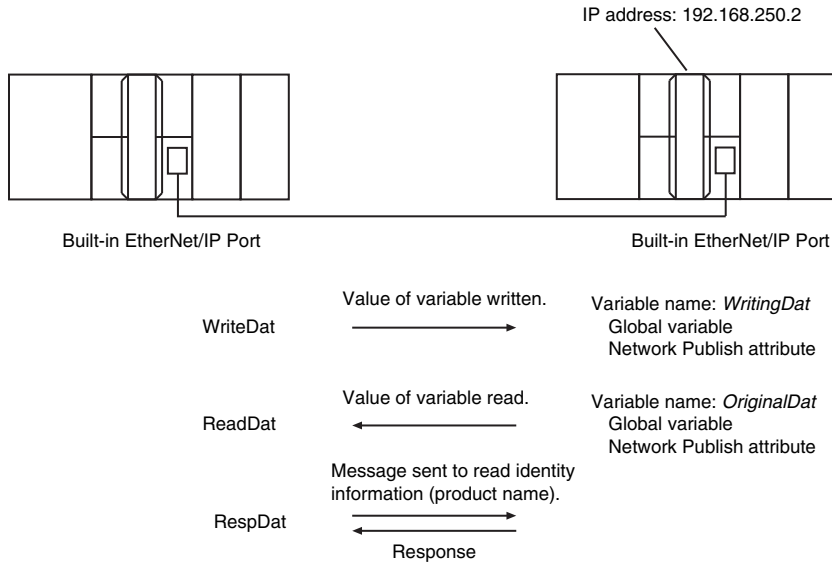 IP address: 192.168.250.2
Built-in EtherNet/IP Port
Built-in EtherNet/IP Port
WriteDat
Value of variable written.
Variable name: WritingDat
Global variable
Network Publish attribute
ReadDat
Value of variable read.
Variable name: OriginalDat
Global variable
Network Publish attribute
Message sent to read identity
information (product name).
RespDat
Response